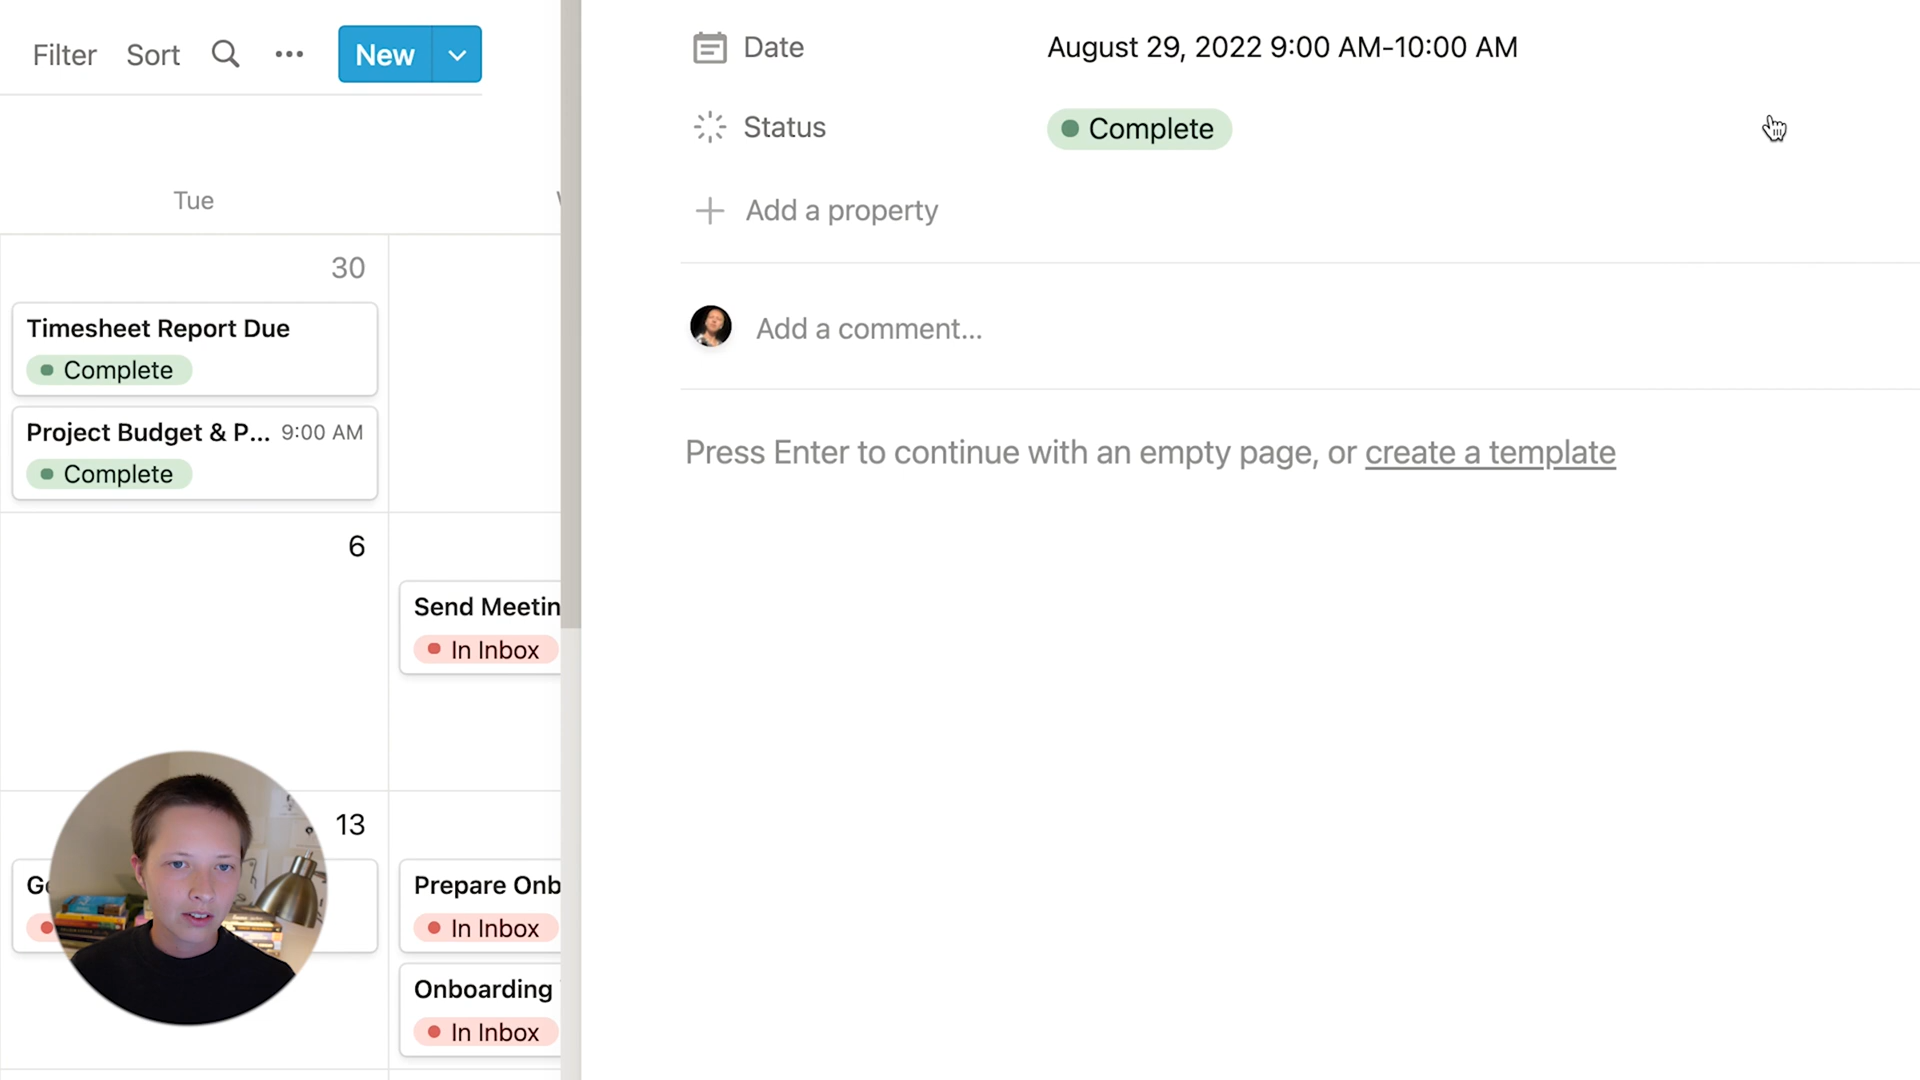 Filter Sort New
Tue
30
Timesheet Report Due
Complete
Project Budget & P... 9:00 AM
Complete
6
Send Meetin
In Inbox
13
Prepare Onb
In Inbox
Onboarding
In Inbox
Date August 29, 2022 9:00 AM-10:00 AM
Status Complete
Add a property
Add a comment...
Press Enter to continue with an empty page, or create a template